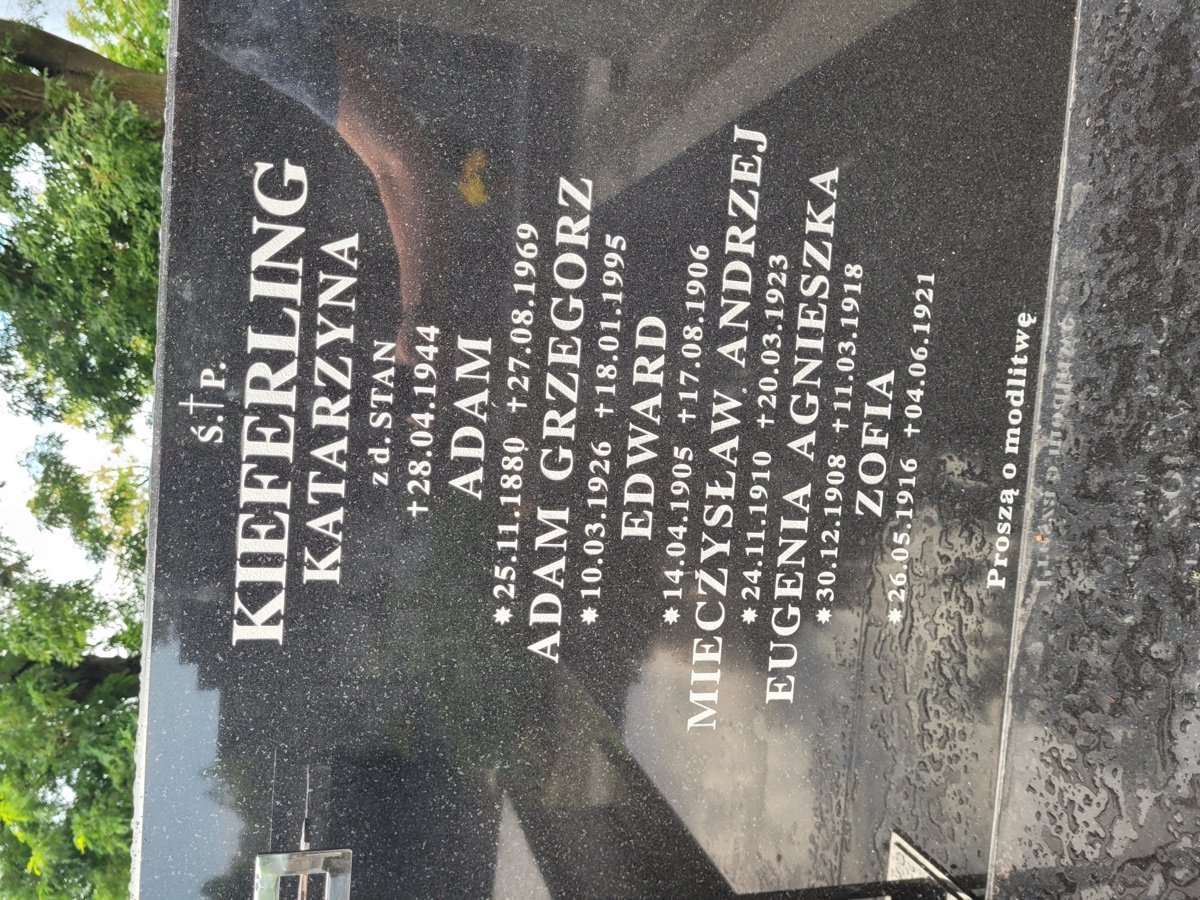 Ś.†P.
KIEFERLING
KATARZYNA
z d. STAN
†28.04.1944
ADAM
*25.11.1880 †27.08.1969
ADAM GRZEGORZ
*10.03.1926 †18.01.1995
EDWARD
*14.04.1905 †17.08.1906
MIECZYSŁAW ANDRZEJ
*24.11.1910 †20.03.1923
EUGENIA AGNIESZKA
*30.12.1908 †11.03.1918
ZOFIA
*26.05.1916 †04.06.1921
Proszą o modlitwę